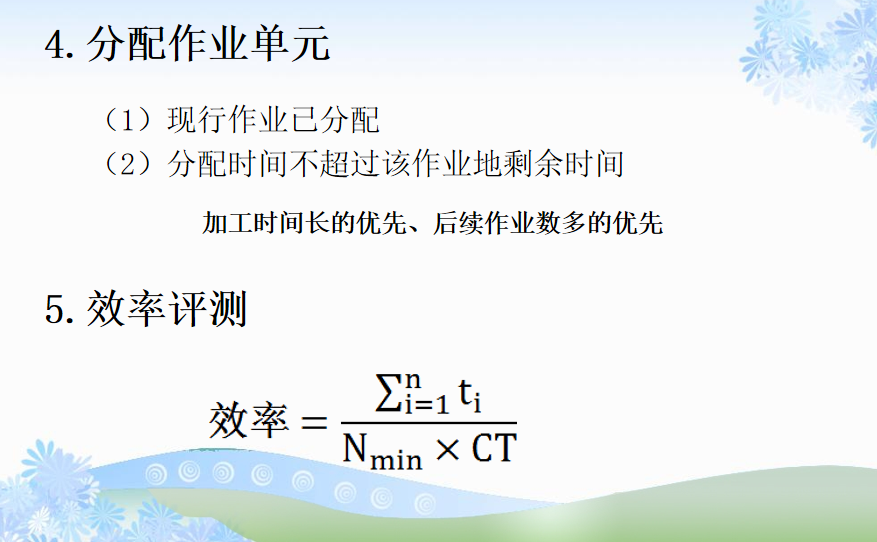 4.分配作业单元
（1）现行作业已分配
（2）分配时间不超过该作业地剩余时间
加工时间长的优先、后续作业数多的优先
5.效率评测
效率 = \frac{\sum_{i=1}^{n} t_i}{N_{min} × CT}